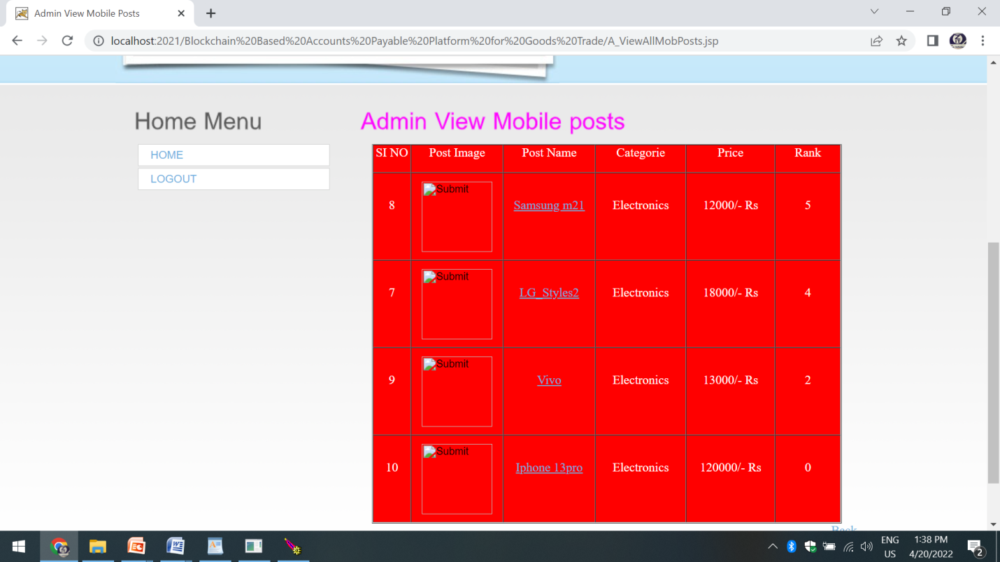 Admin View Mobile Posts
localhost:2021/Blockchain%20Based%20Accounts%20Payable%20Platform%20for%20Goods%20Trade/A_ViewAllMobPosts.jsp
Home Menu
Admin View Mobile posts
HOME
LOGOUT
SI NO Post Image Post Name Categorie Price Rank
8 Submit Samsung m21 Electronics 12000/- Rs 5
7 Submit LG_Styles2 Electronics 18000/- Rs 4
9 Submit Vivo Electronics 13000/- Rs 2
10 Submit Iphone 13pro Electronics 120000/- Rs 0
Back
ENG 1:38 PM
US 4/20/2022
2